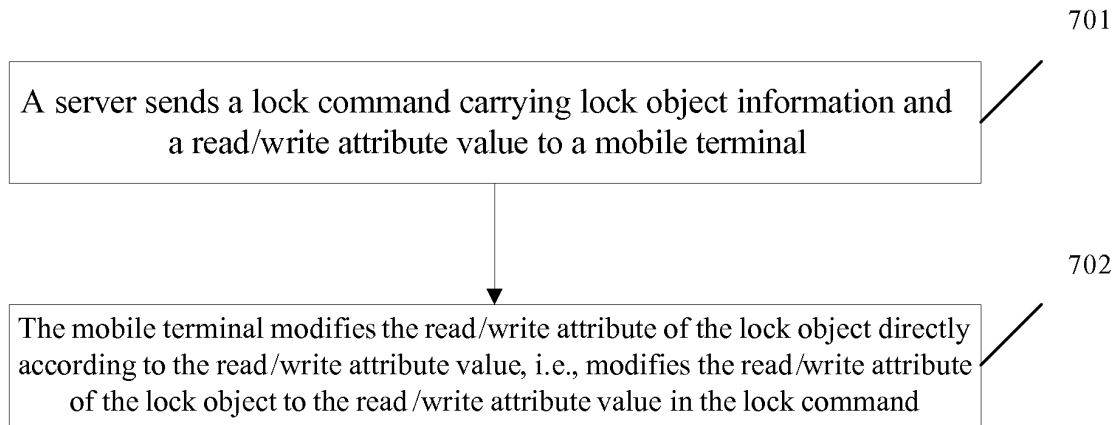 701
A server sends a lock command carrying lock object information and
a read/write attribute value to a mobile terminal
702
The mobile terminal modifies the read/write attribute of the lock object directly
according to the read/write attribute value, i.e., modifies the read/write attribute
of the lock object to the read/write attribute value in the lock command